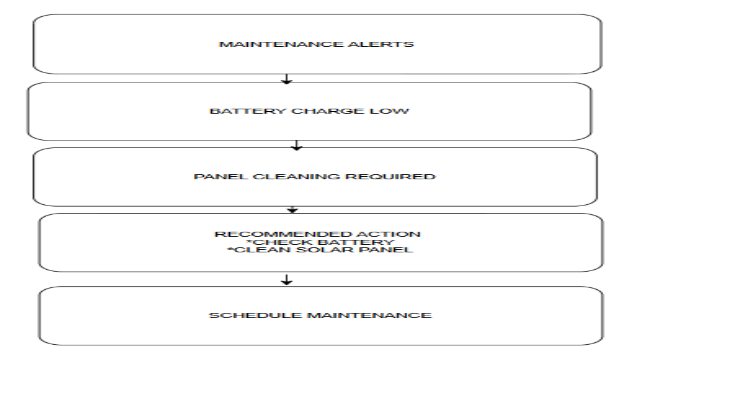 MAINTENANCE ALERTS
BATTERY CHARGE LOW
PANEL CLEANING REQUIRED
RECOMMENDED ACTION
*CHECK BATTERY
*CLEAN SOLAR PANEL
SCHEDULE MAINTENANCE